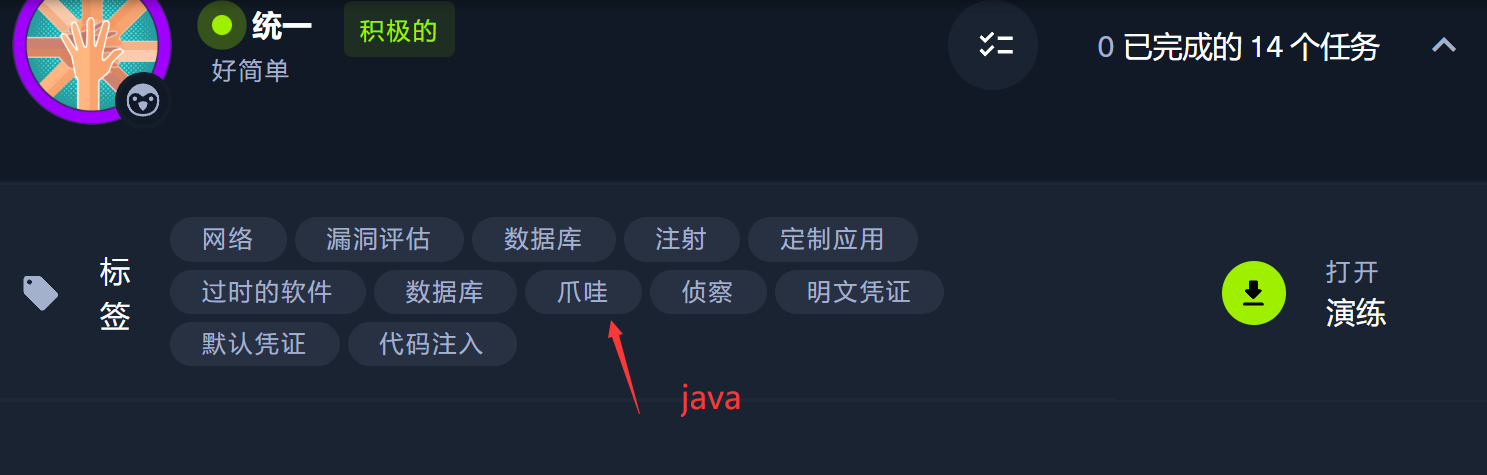 统一 积极的
好简单
0 已完成的 14 个任务
标签
网络 漏洞评估 数据库 注射 定制应用
过时的软件 数据库 爪哇 侦察 明文凭证
默认凭证 代码注入
打开
演练
java